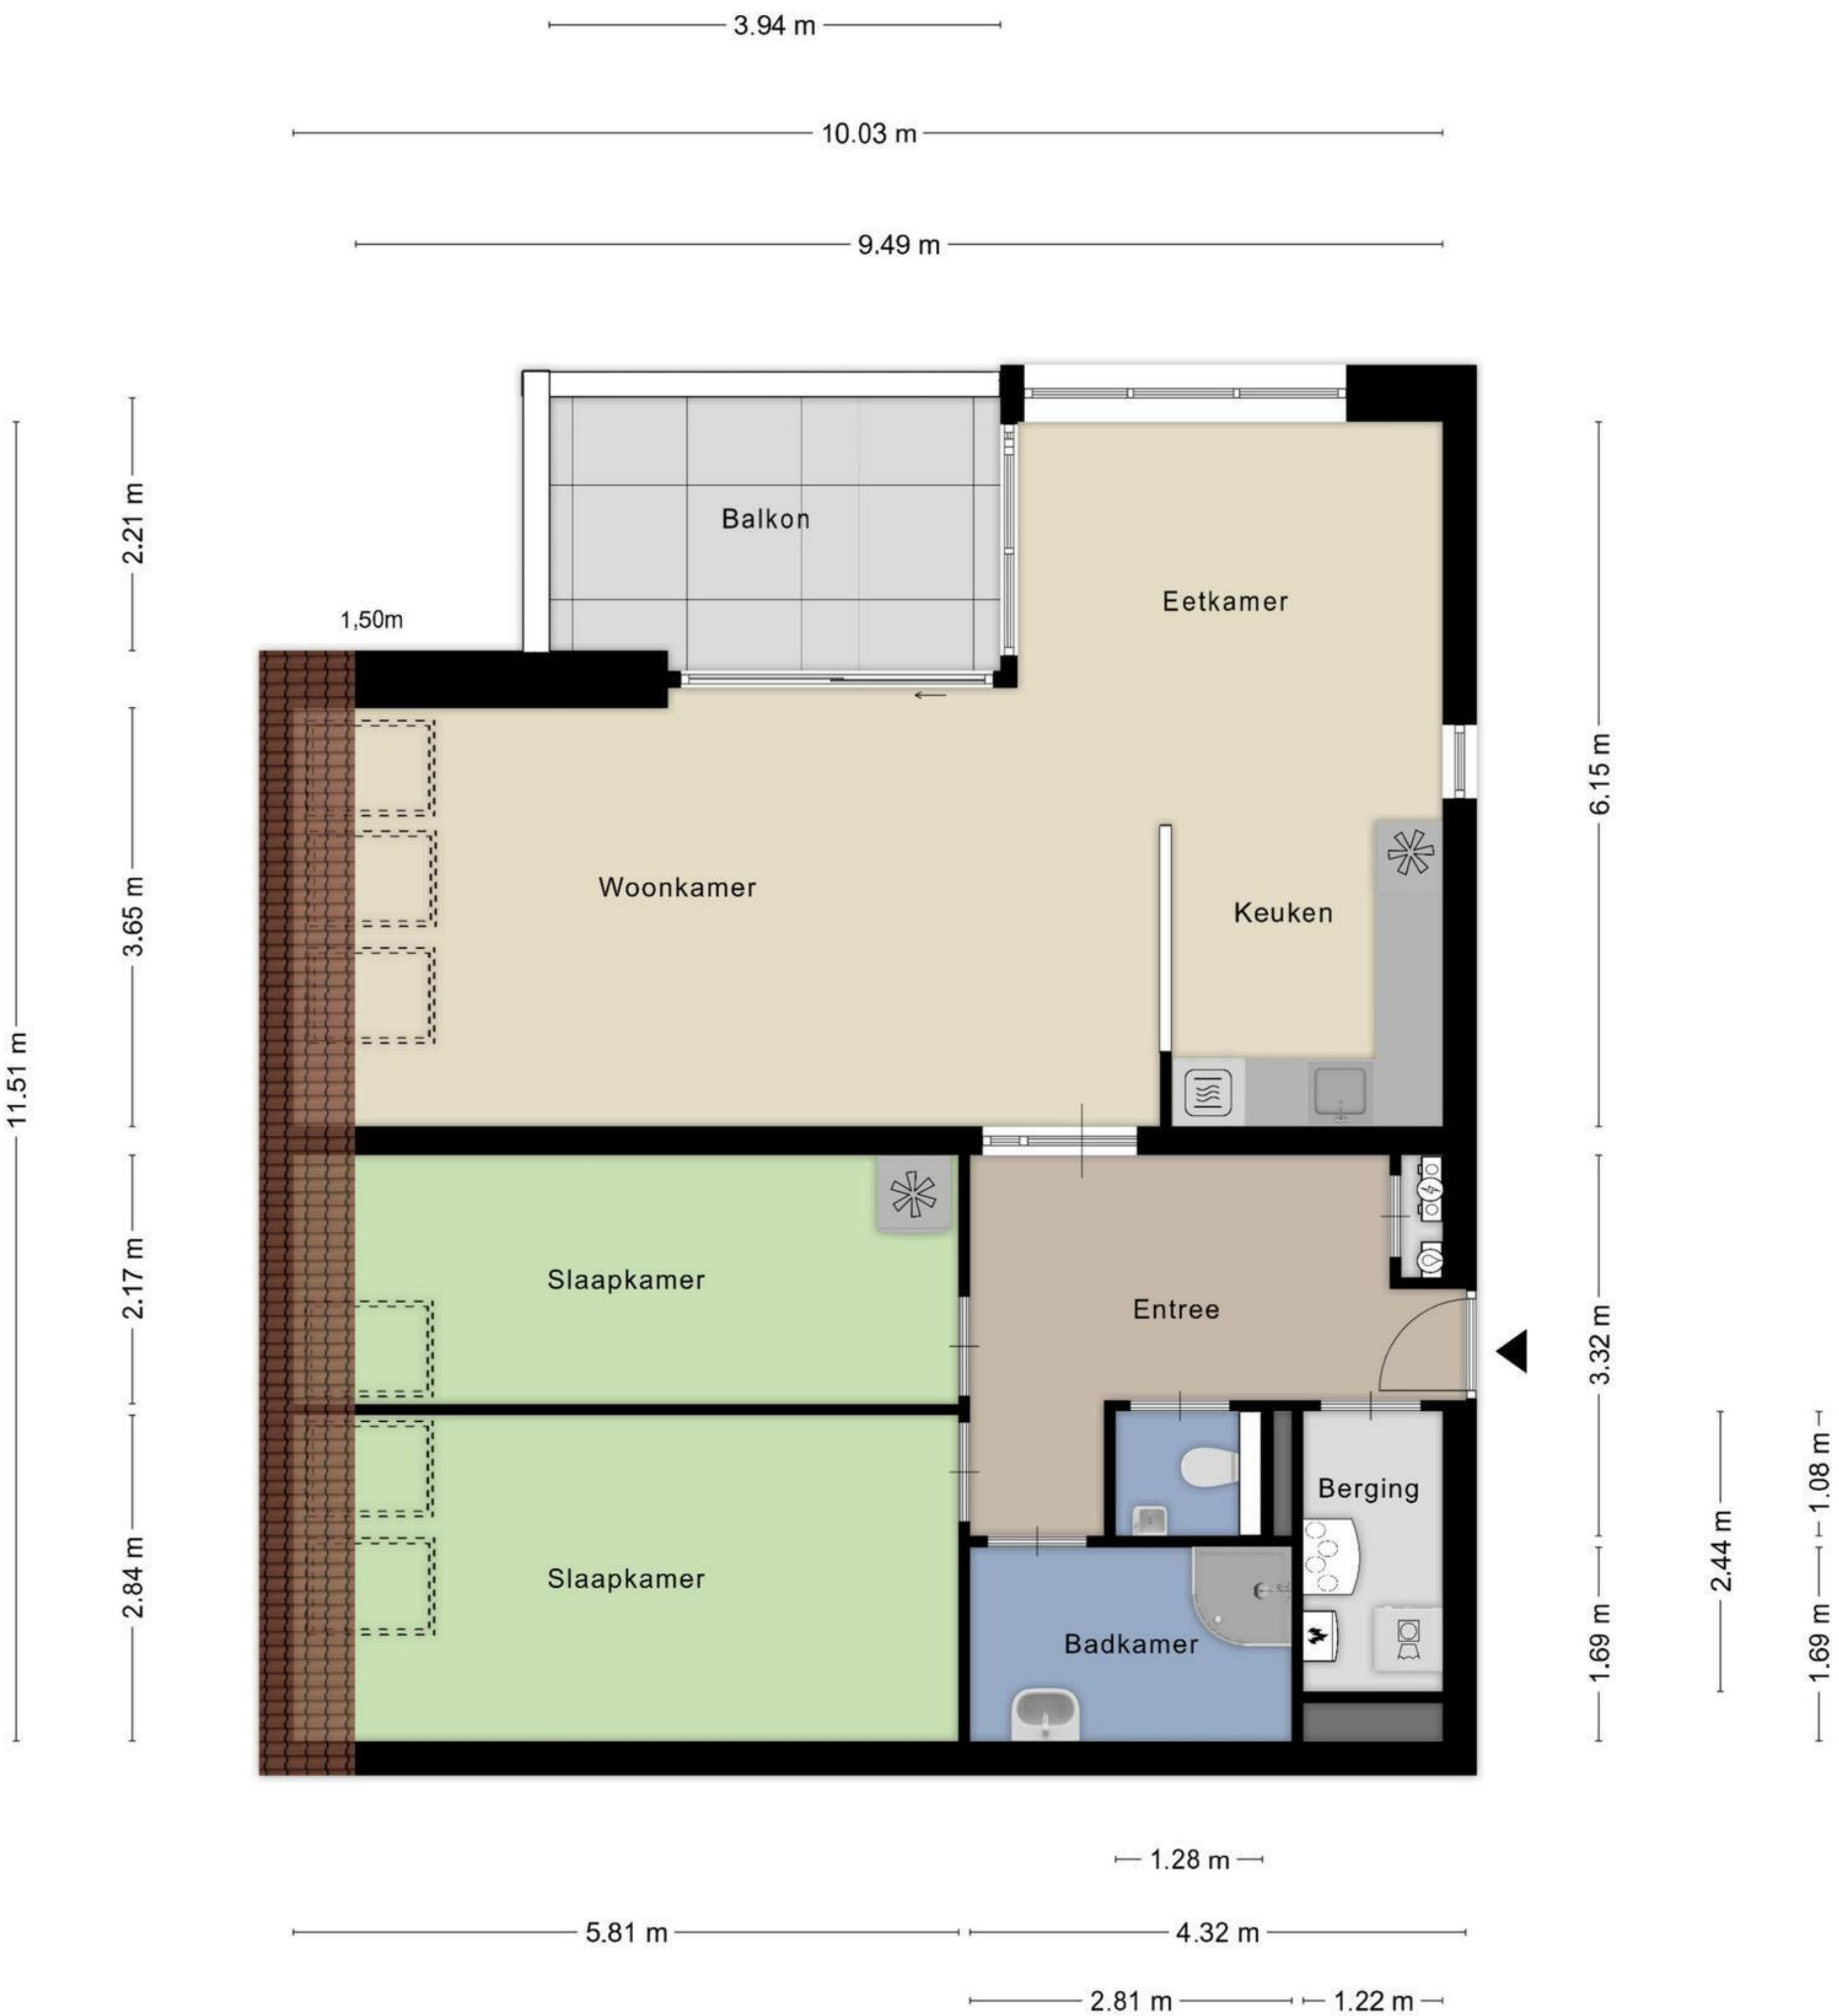 3.94 m
10.03 m
9.49 m
2.21 m
Balkon
Eetkamer
1,50m
6.15 m
3.65 m
Woonkamer
Keuken
11.51 m
2.17 m
Slaapkamer
Entree
3.32 m
Berging
1.08 m
2.44 m
2.84 m
Slaapkamer
Badkamer
1.69 m
1.69 m
1.28 m
5.81 m
4.32 m
2.81 m
1.22 m